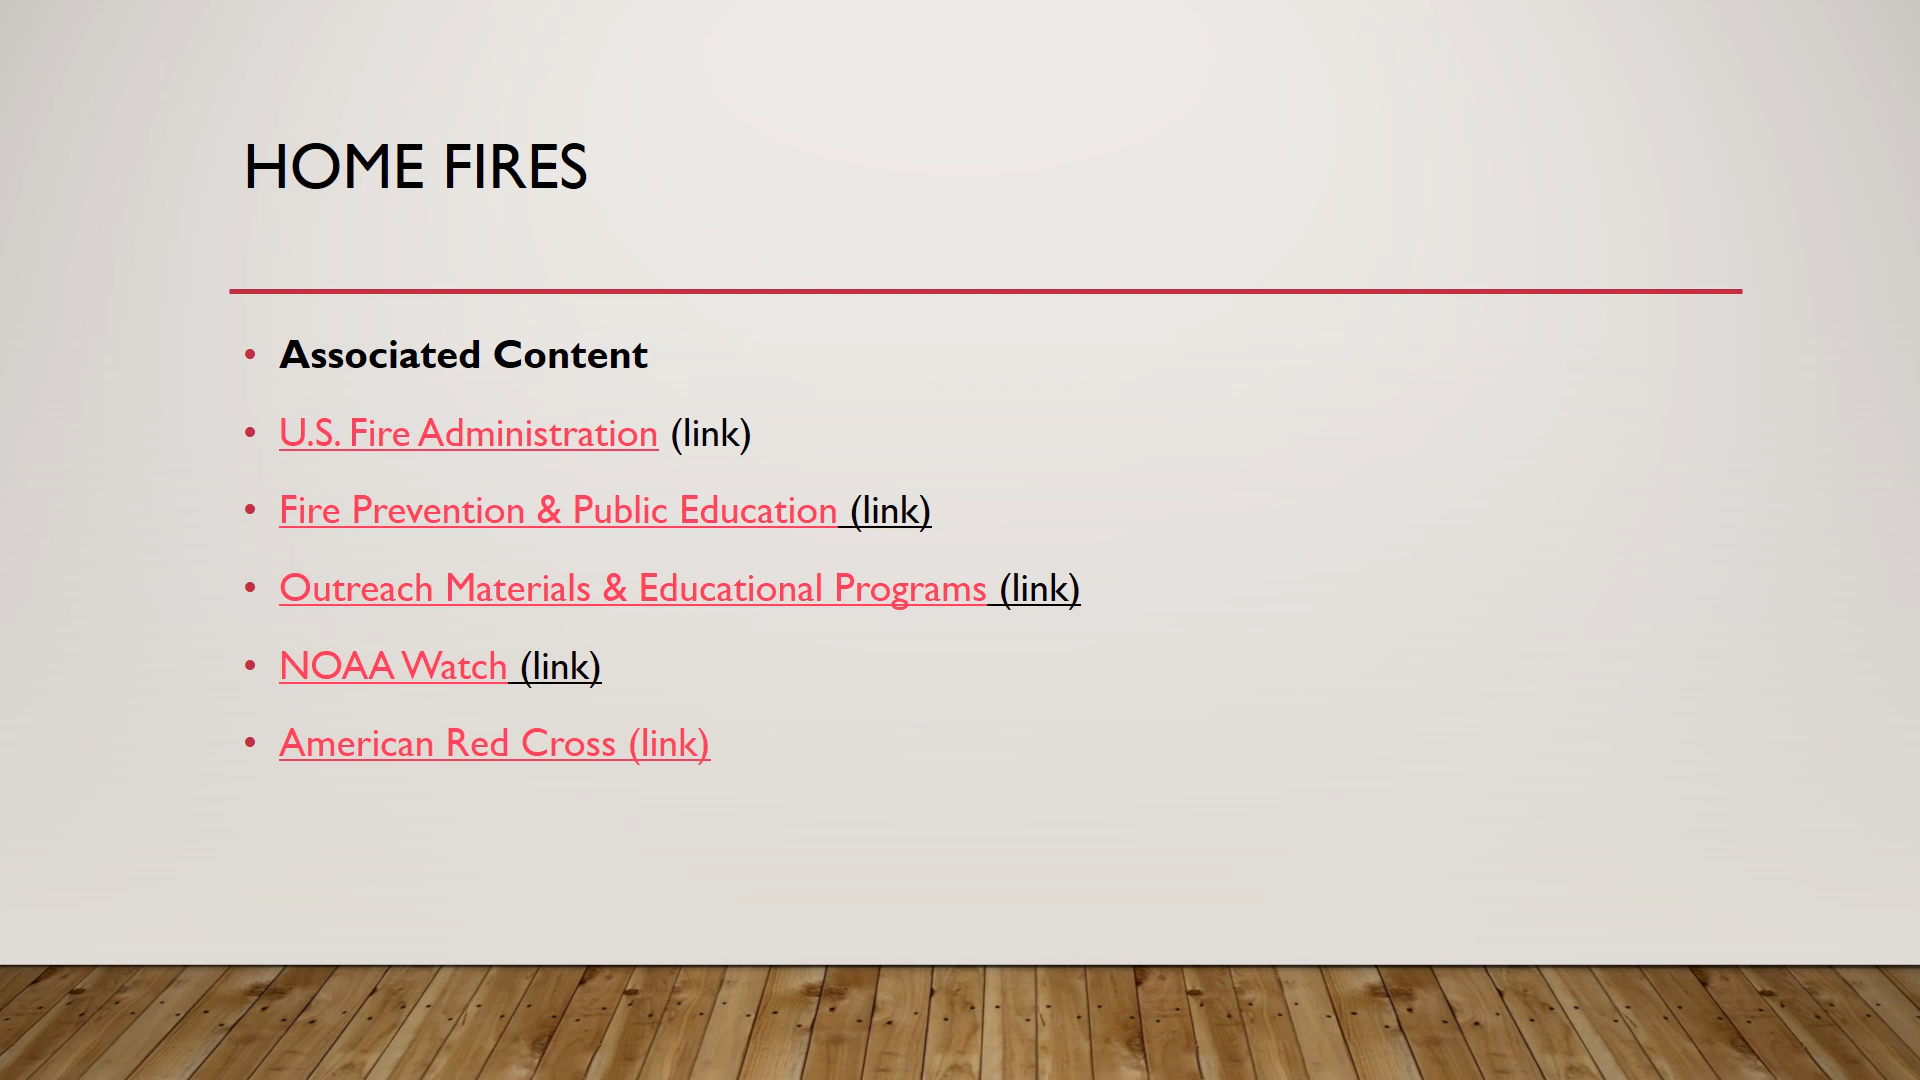 HOME FIRES
• Associated Content
• U.S. Fire Administration (link)
• Fire Prevention & Public Education (link)
• Outreach Materials & Educational Programs (link)
• NOAA Watch (link)
• American Red Cross (link)